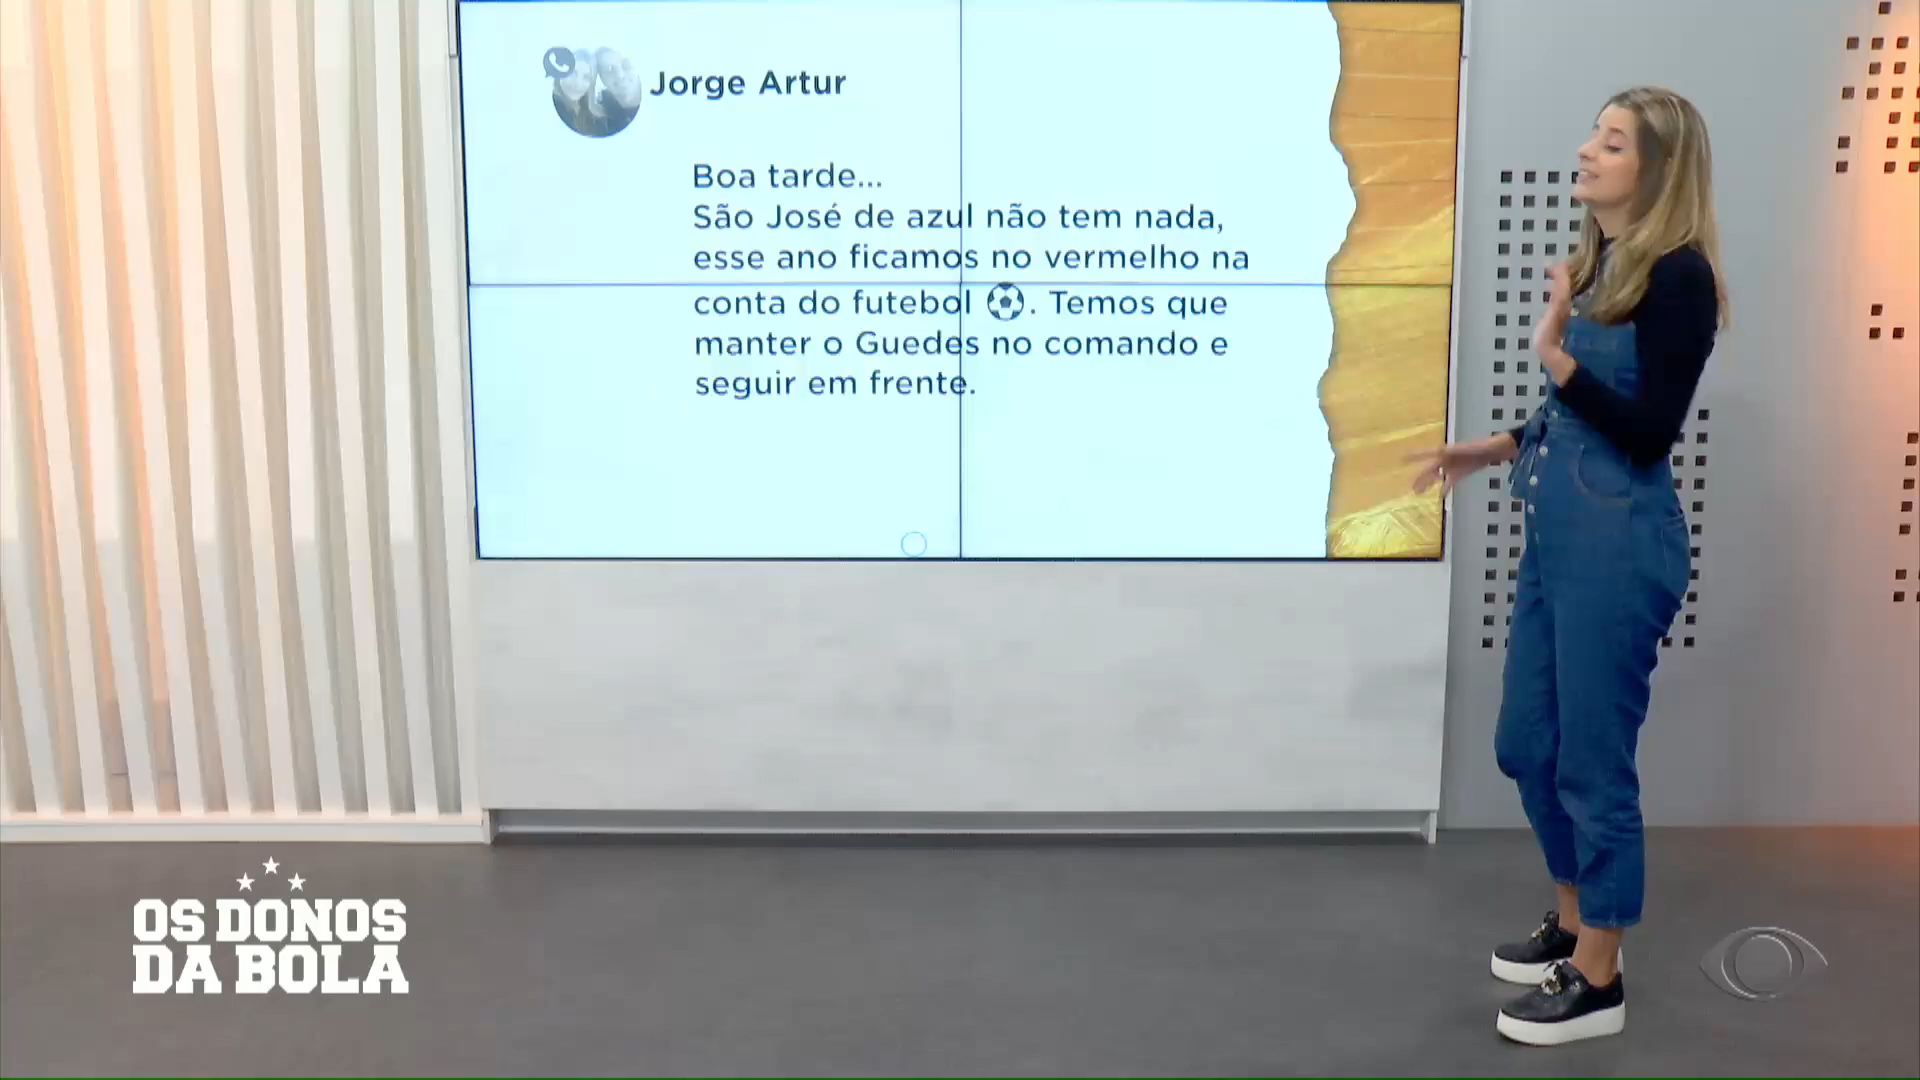 Jorge Artur
Boa tarde...
São José de azul não tem nada,
esse ano ficamos no vermelho na
conta do futebol ⚽. Temos que
manter o Guedes no comando e
seguir em frente.
OS DONOS
DA BOLA